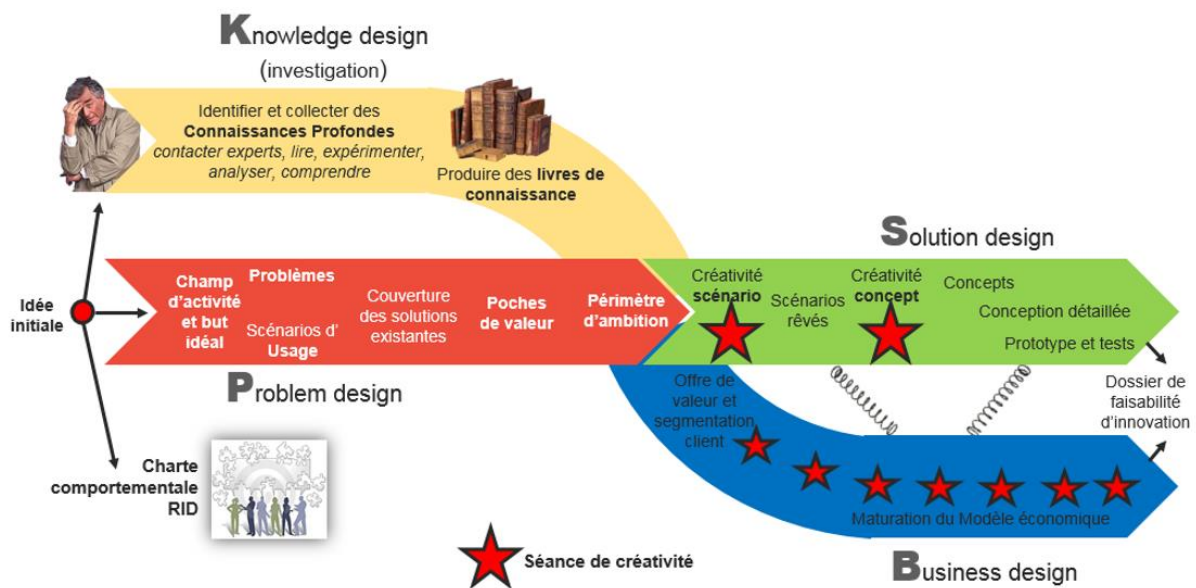 Knowledge design
(investigation)
Identifier et collecter des
Connaissances Profondes
contacter experts, lire, expérimenter,
analyser, comprendre
Produire des livres de
connaissance
Idée
initiale
Champ
d'activité
et but
idéal
Problèmes
Scénarios d'
Usage
Couverture
des solutions
existantes
Poches
de valeur
Périmètre
d'ambition
Problem design
Solution design
Créativité
scénario
Scénarios
rêvés
Créativité
concept
Concepts
Conception détaillée
Prototype et tests
Dossier de
faisabilité
d'innovation
Offre de
valeur et
segmentation
client
Maturation du Modèle économique
Business design
Charte
comportementale
RID
Séance de créativité